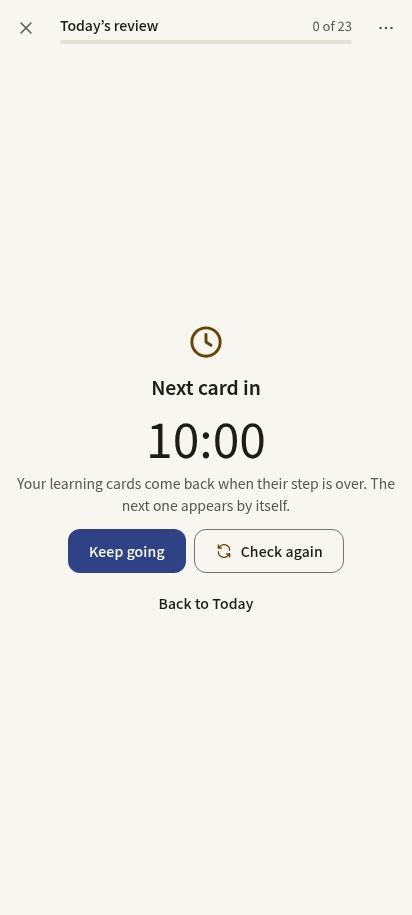 Today's review
0 of 23
Next card in
10:00
Your learning cards come back when their step is over. The
next one appears by itself.
Keep going
Check again
Back to Today